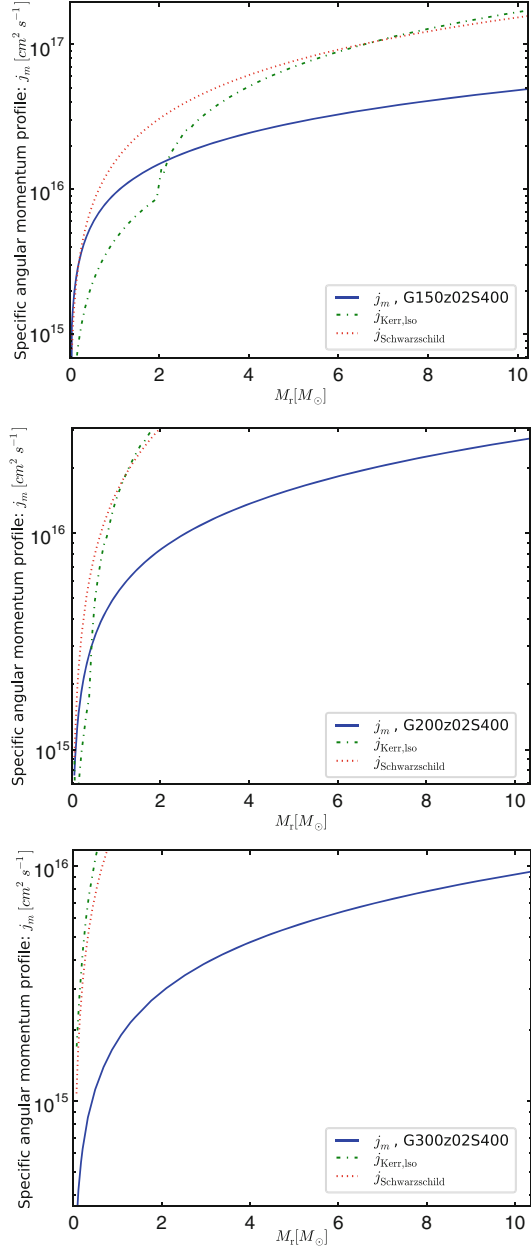 Specific angular momentum profile: j_m [cm^2 s^-1]
10^17
10^16
10^15
0 2 4 6 8 10
M_r[M_⊙]
j_m , G150z02S400
j_Kerr,lso
j_Schwarzschild
Specific angular momentum profile: j_m [cm^2 s^-1]
10^16
10^15
0 2 4 6 8 10
M_r[M_⊙]
j_m , G200z02S400
j_Kerr,lso
j_Schwarzschild
Specific angular momentum profile: j_m [cm^2 s^-1]
10^16
10^15
0 2 4 6 8 10
M_r[M_⊙]
j_m , G300z02S400
j_Kerr,lso
j_Schwarzschild